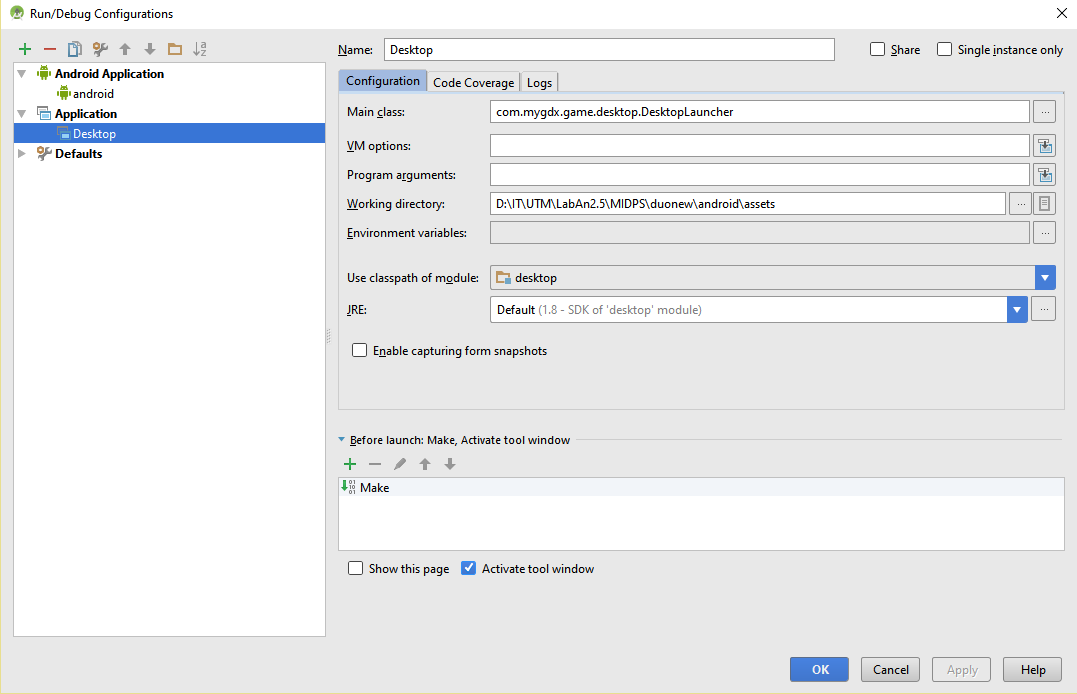 Run/Debug Configurations
Android Application
android
Application
Desktop
Defaults
Name: Desktop
Share
Single instance only
Configuration
Code Coverage
Logs
Main class: com.mygdx.game.desktop.DesktopLauncher ...
VM options:
Program arguments:
Working directory: D:\IT\UTM\LabAn2.5\MIDPS\duonew\android\assets ...
Environment variables: ...
Use classpath of module: desktop
JRE: Default (1.8 - SDK of 'desktop' module) ...
Enable capturing form snapshots
Before launch: Make, Activate tool window
Make
Show this page
Activate tool window
OK
Cancel
Apply
Help